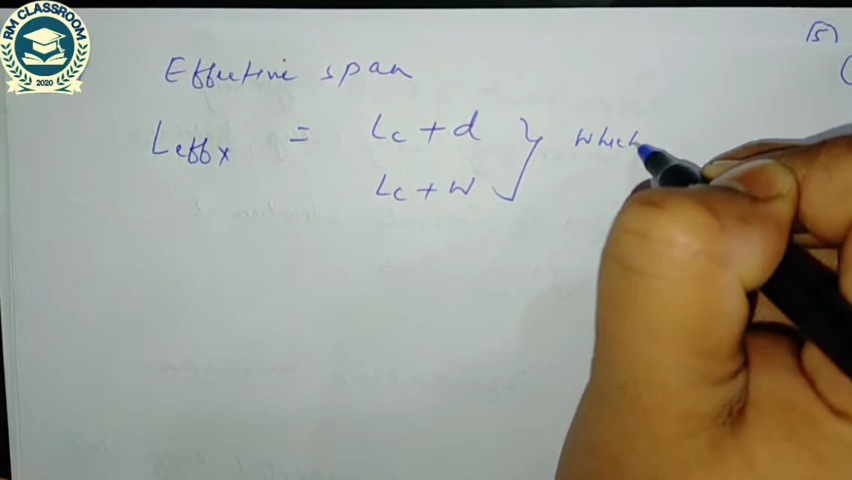 RM CLASSROOM
2020
(5)
Effective span
Leffx = Lc + d } which
Lc + W